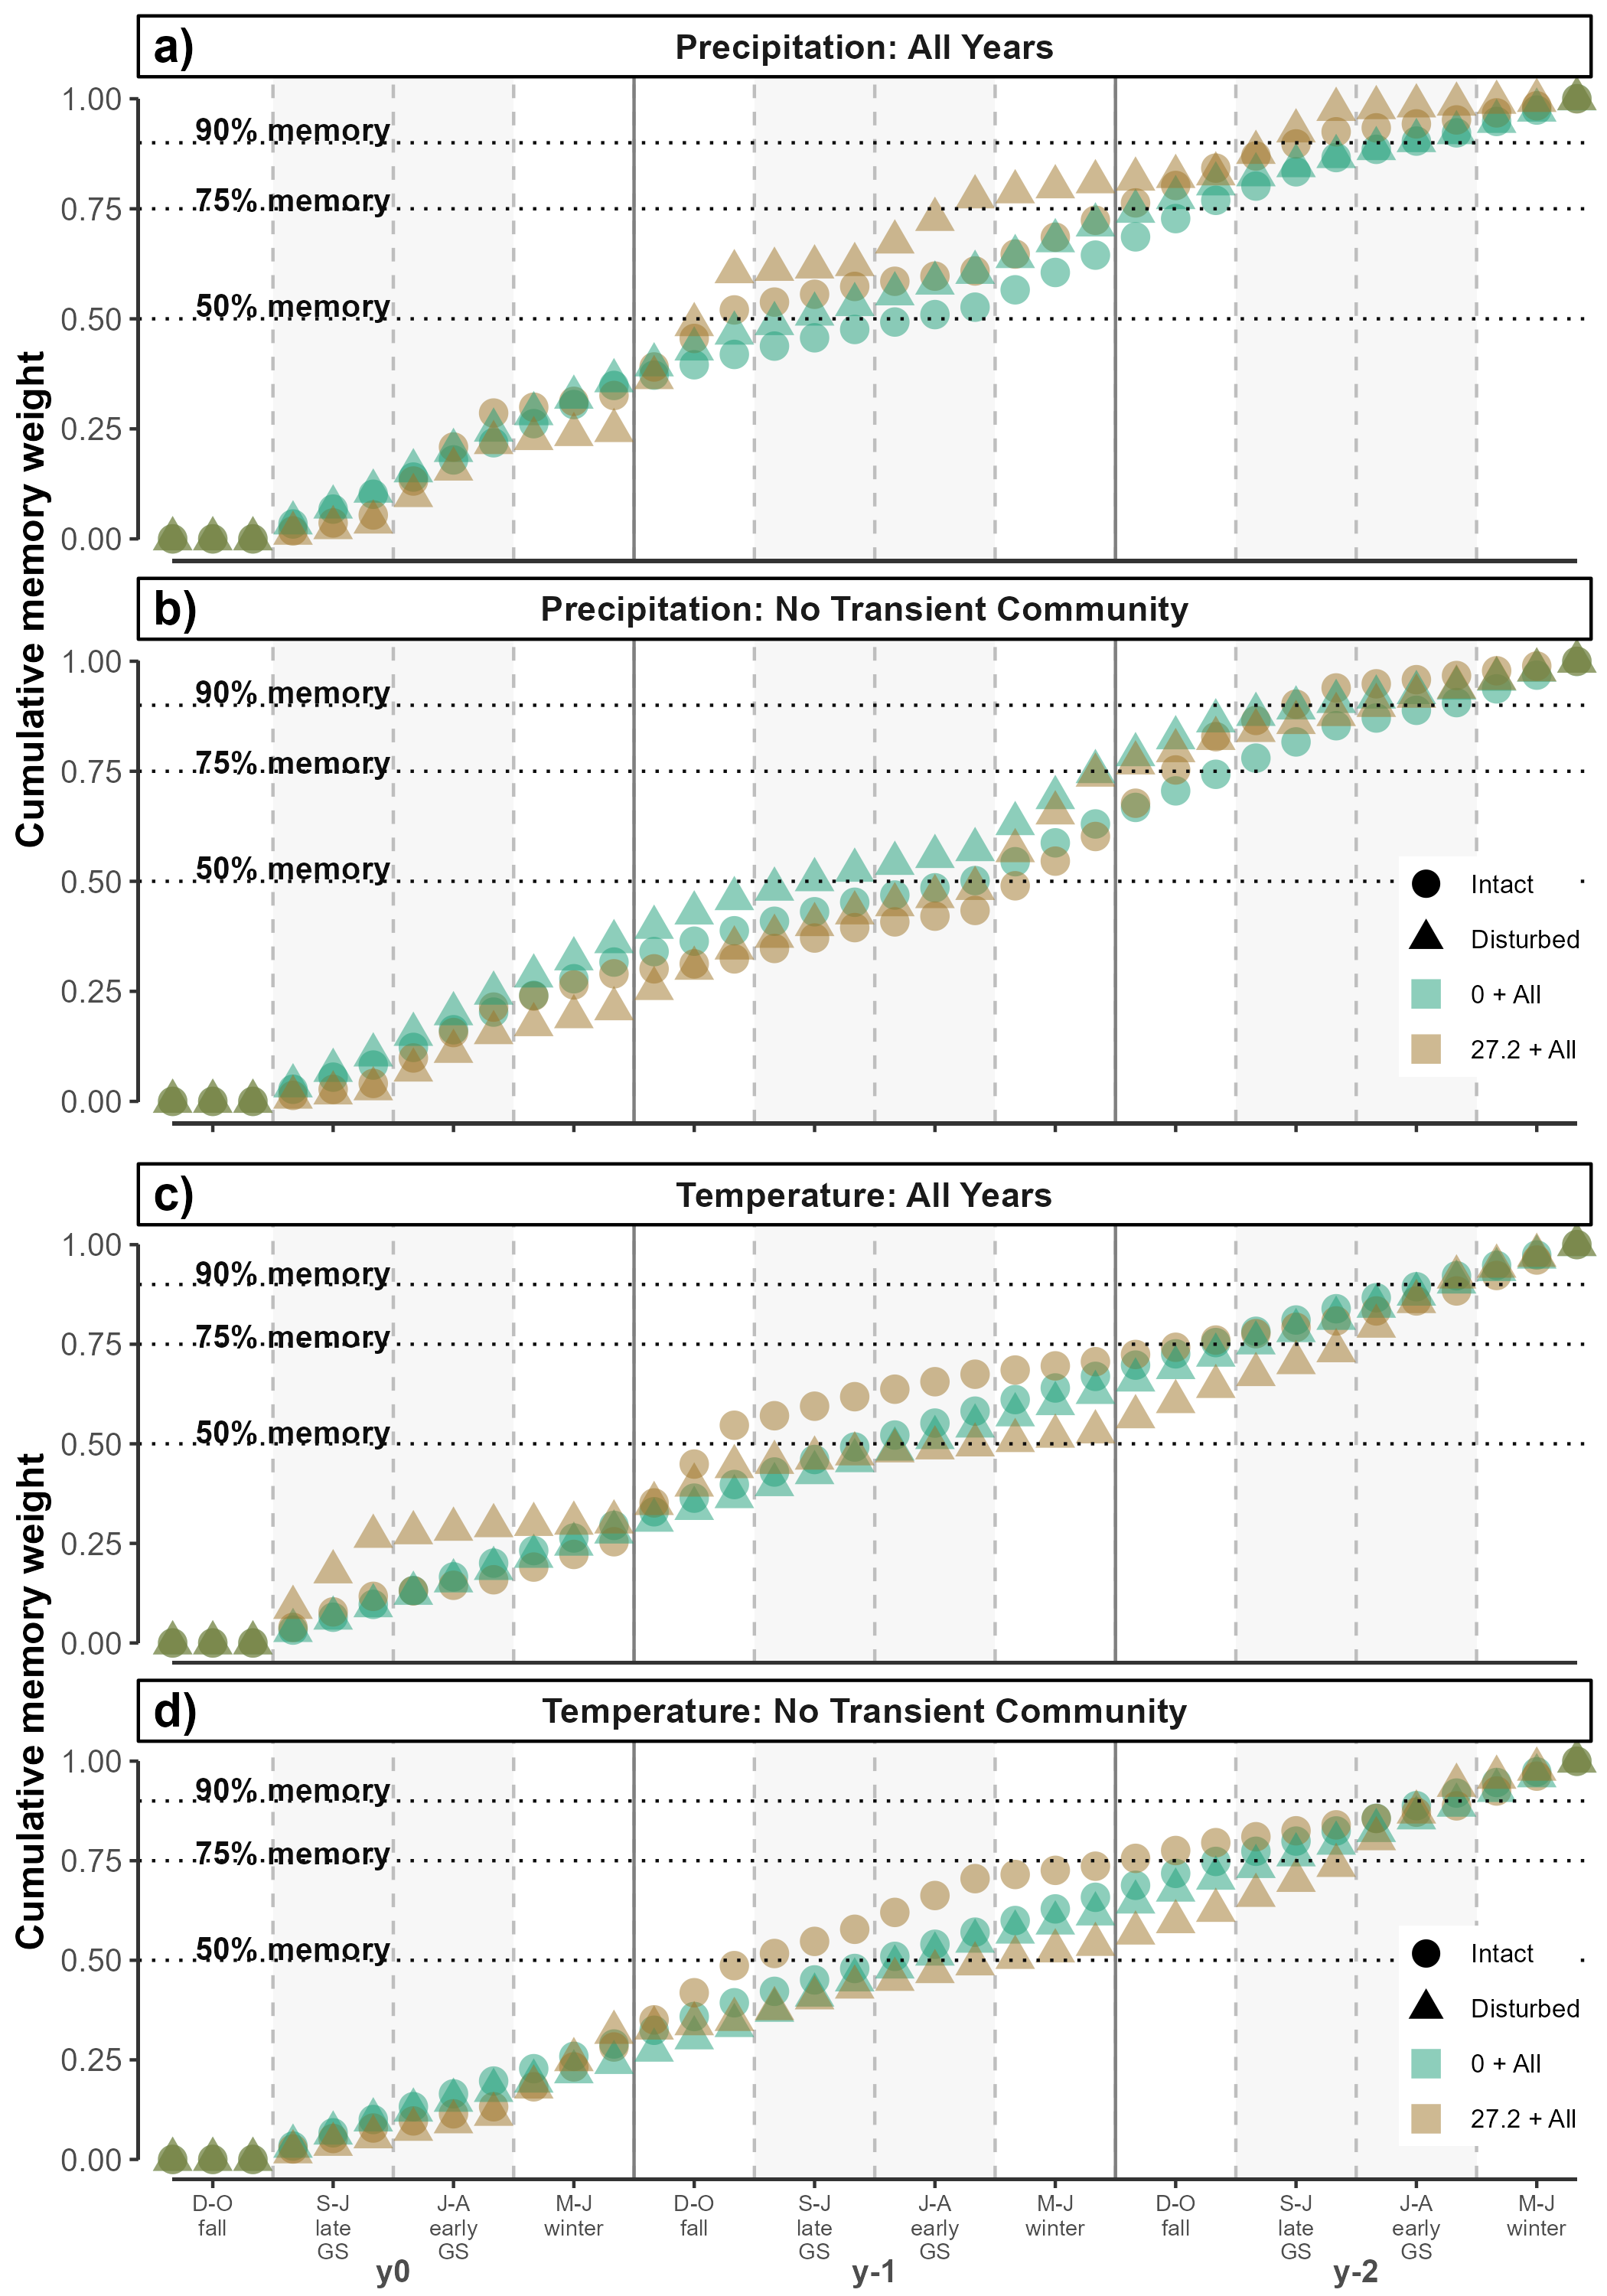 a)
Precipitation: All Years
1.00
0.75
0.50
0.25
0.00
90% memory
75% memory
50% memory
Cumulative memory weight
b)
Precipitation: No Transient Community
1.00
0.75
0.50
0.25
0.00
90% memory
75% memory
50% memory
Intact
Disturbed
0 + All
27.2 + All
c)
Temperature: All Years
1.00
0.75
0.50
0.25
0.00
90% memory
75% memory
50% memory
Cumulative memory weight
d)
Temperature: No Transient Community
1.00
0.75
0.50
0.25
0.00
90% memory
75% memory
50% memory
Intact
Disturbed
0 + All
27.2 + All
D-O S-J J-A M-J D-O S-J J-A M-J D-O S-J J-A M-J
fall late early winter fall late early winter fall late early winter
GS GS GS GS GS GS
y0 y-1 y-2